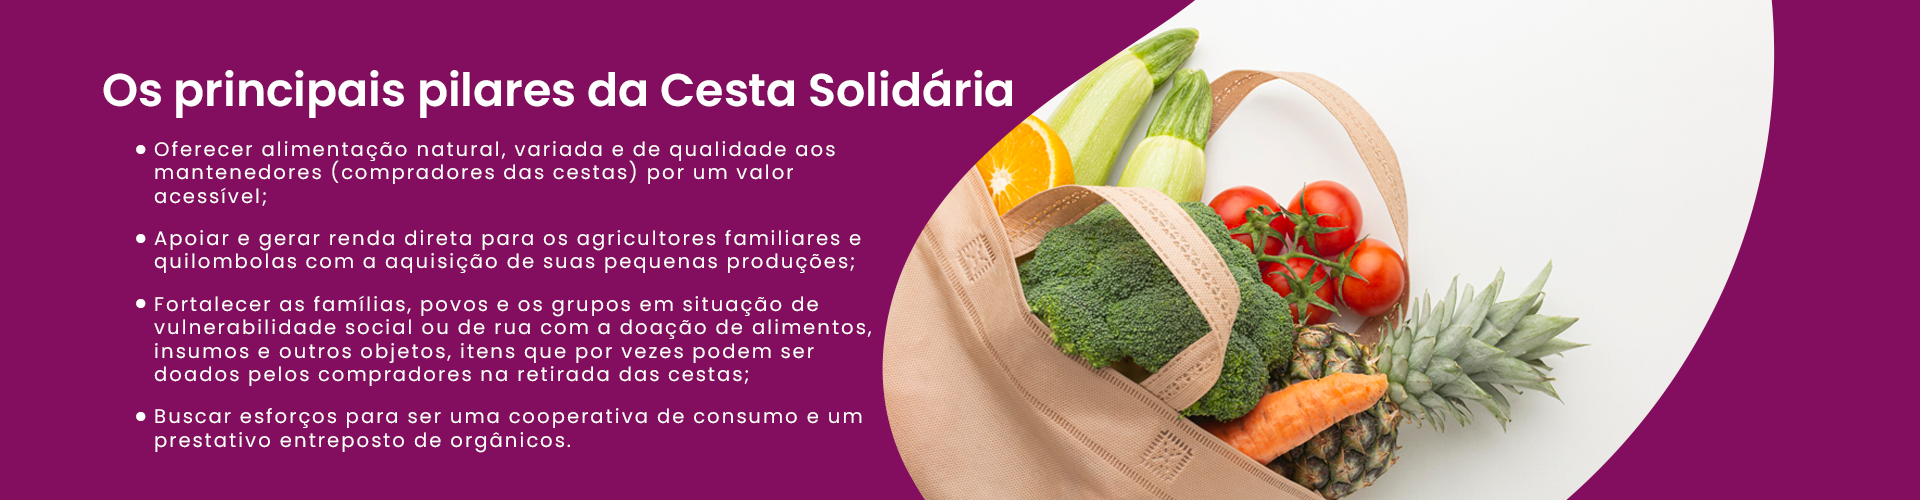 Os principais pilares da Cesta Solidária
• Oferecer alimentação natural, variada e de qualidade aos
mantenedores (compradores das cestas) por um valor
acessível;
• Apoiar e gerar renda direta para os agricultores familiares e
quilombolas com a aquisição de suas pequenas produções;
• Fortalecer as famílias, povos e os grupos em situação de
vulnerabilidade social ou de rua com a doação de alimentos,
insumos e outros objetos, itens que por vezes podem ser
doados pelos compradores na retirada das cestas;
• Buscar esforços para ser uma cooperativa de consumo e um
prestativo entreposto de orgânicos.